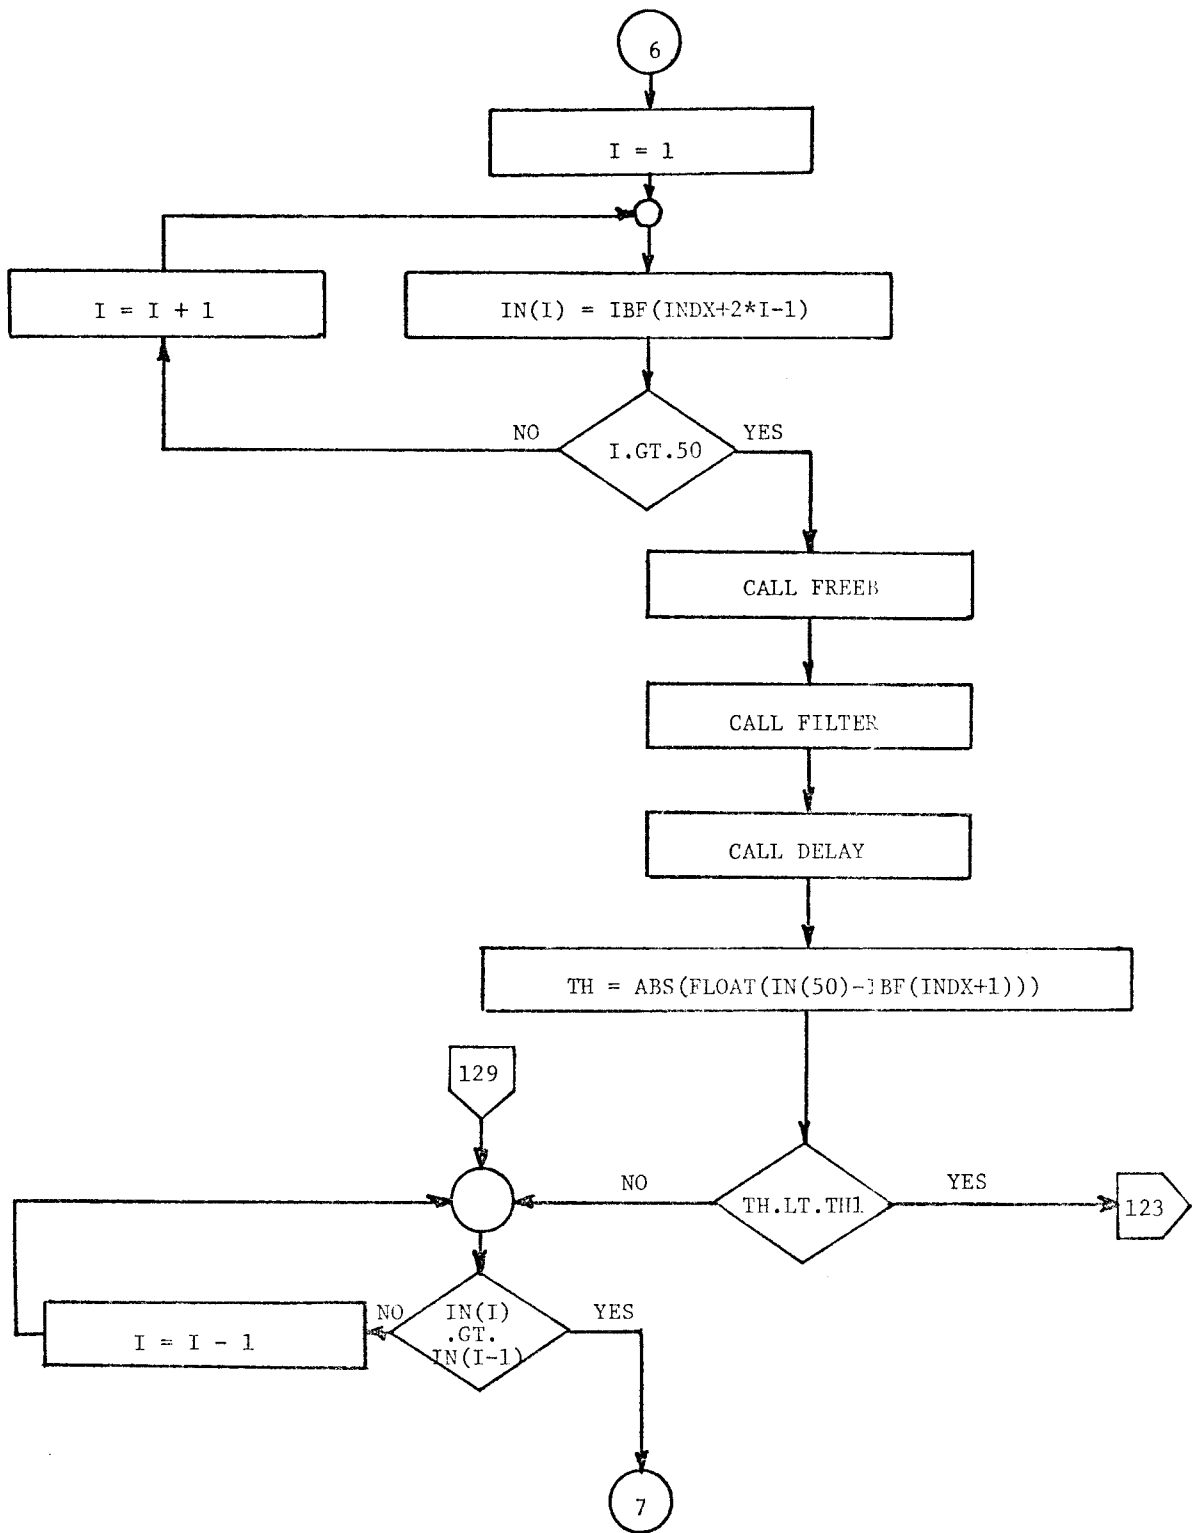 6
I = 1
I = I + 1
IN(I) = IBF(INDX+2*I-1)
NO
I.GT.50
YES
CALL FREEB
CALL FILTER
CALL DELAY
TH = ABS(FLOAT(IN(50)-IBF(INDX+1)))
129
NO
TH.LT.TH1
YES
123
I = I - 1
NO
IN(I)
.GT.
IN(I-1)
YES
7